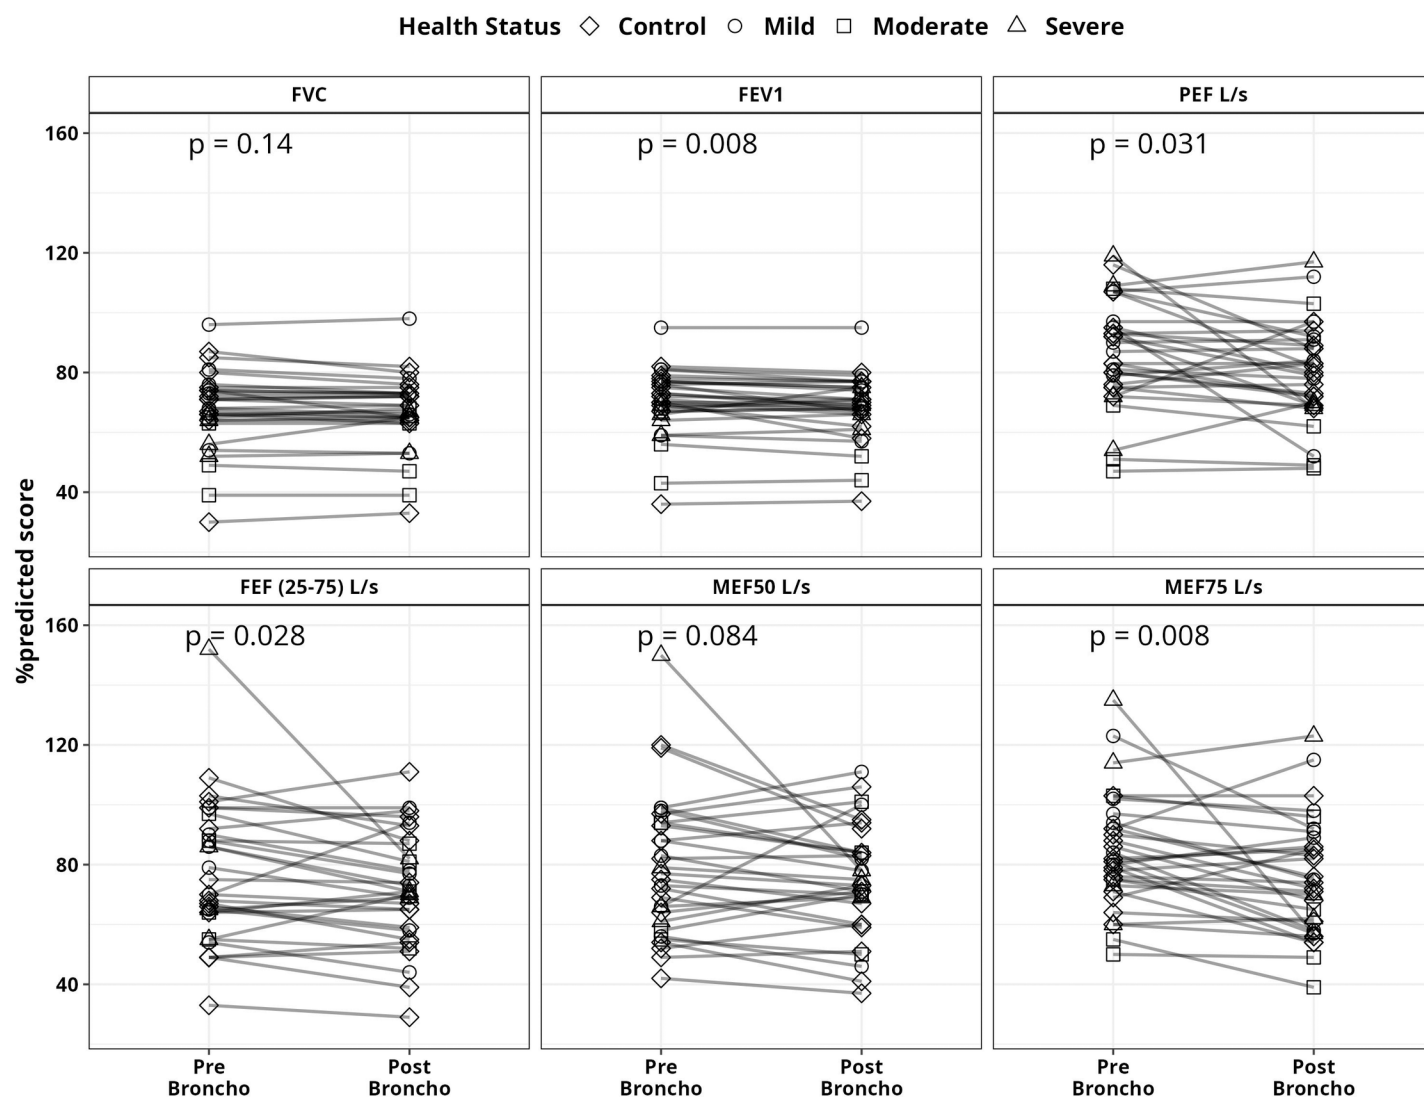 Health Status Control Mild Moderate Severe
FVC FEV1 PEF L/s
160
p = 0.14 p = 0.008 p = 0.031
120
80
40
%predicted score
FEF (25-75) L/s MEF50 L/s MEF75 L/s
160
p = 0.028 p = 0.084 p = 0.008
120
80
40
Pre Post Pre Post Pre Post
Broncho Broncho Broncho Broncho Broncho Broncho